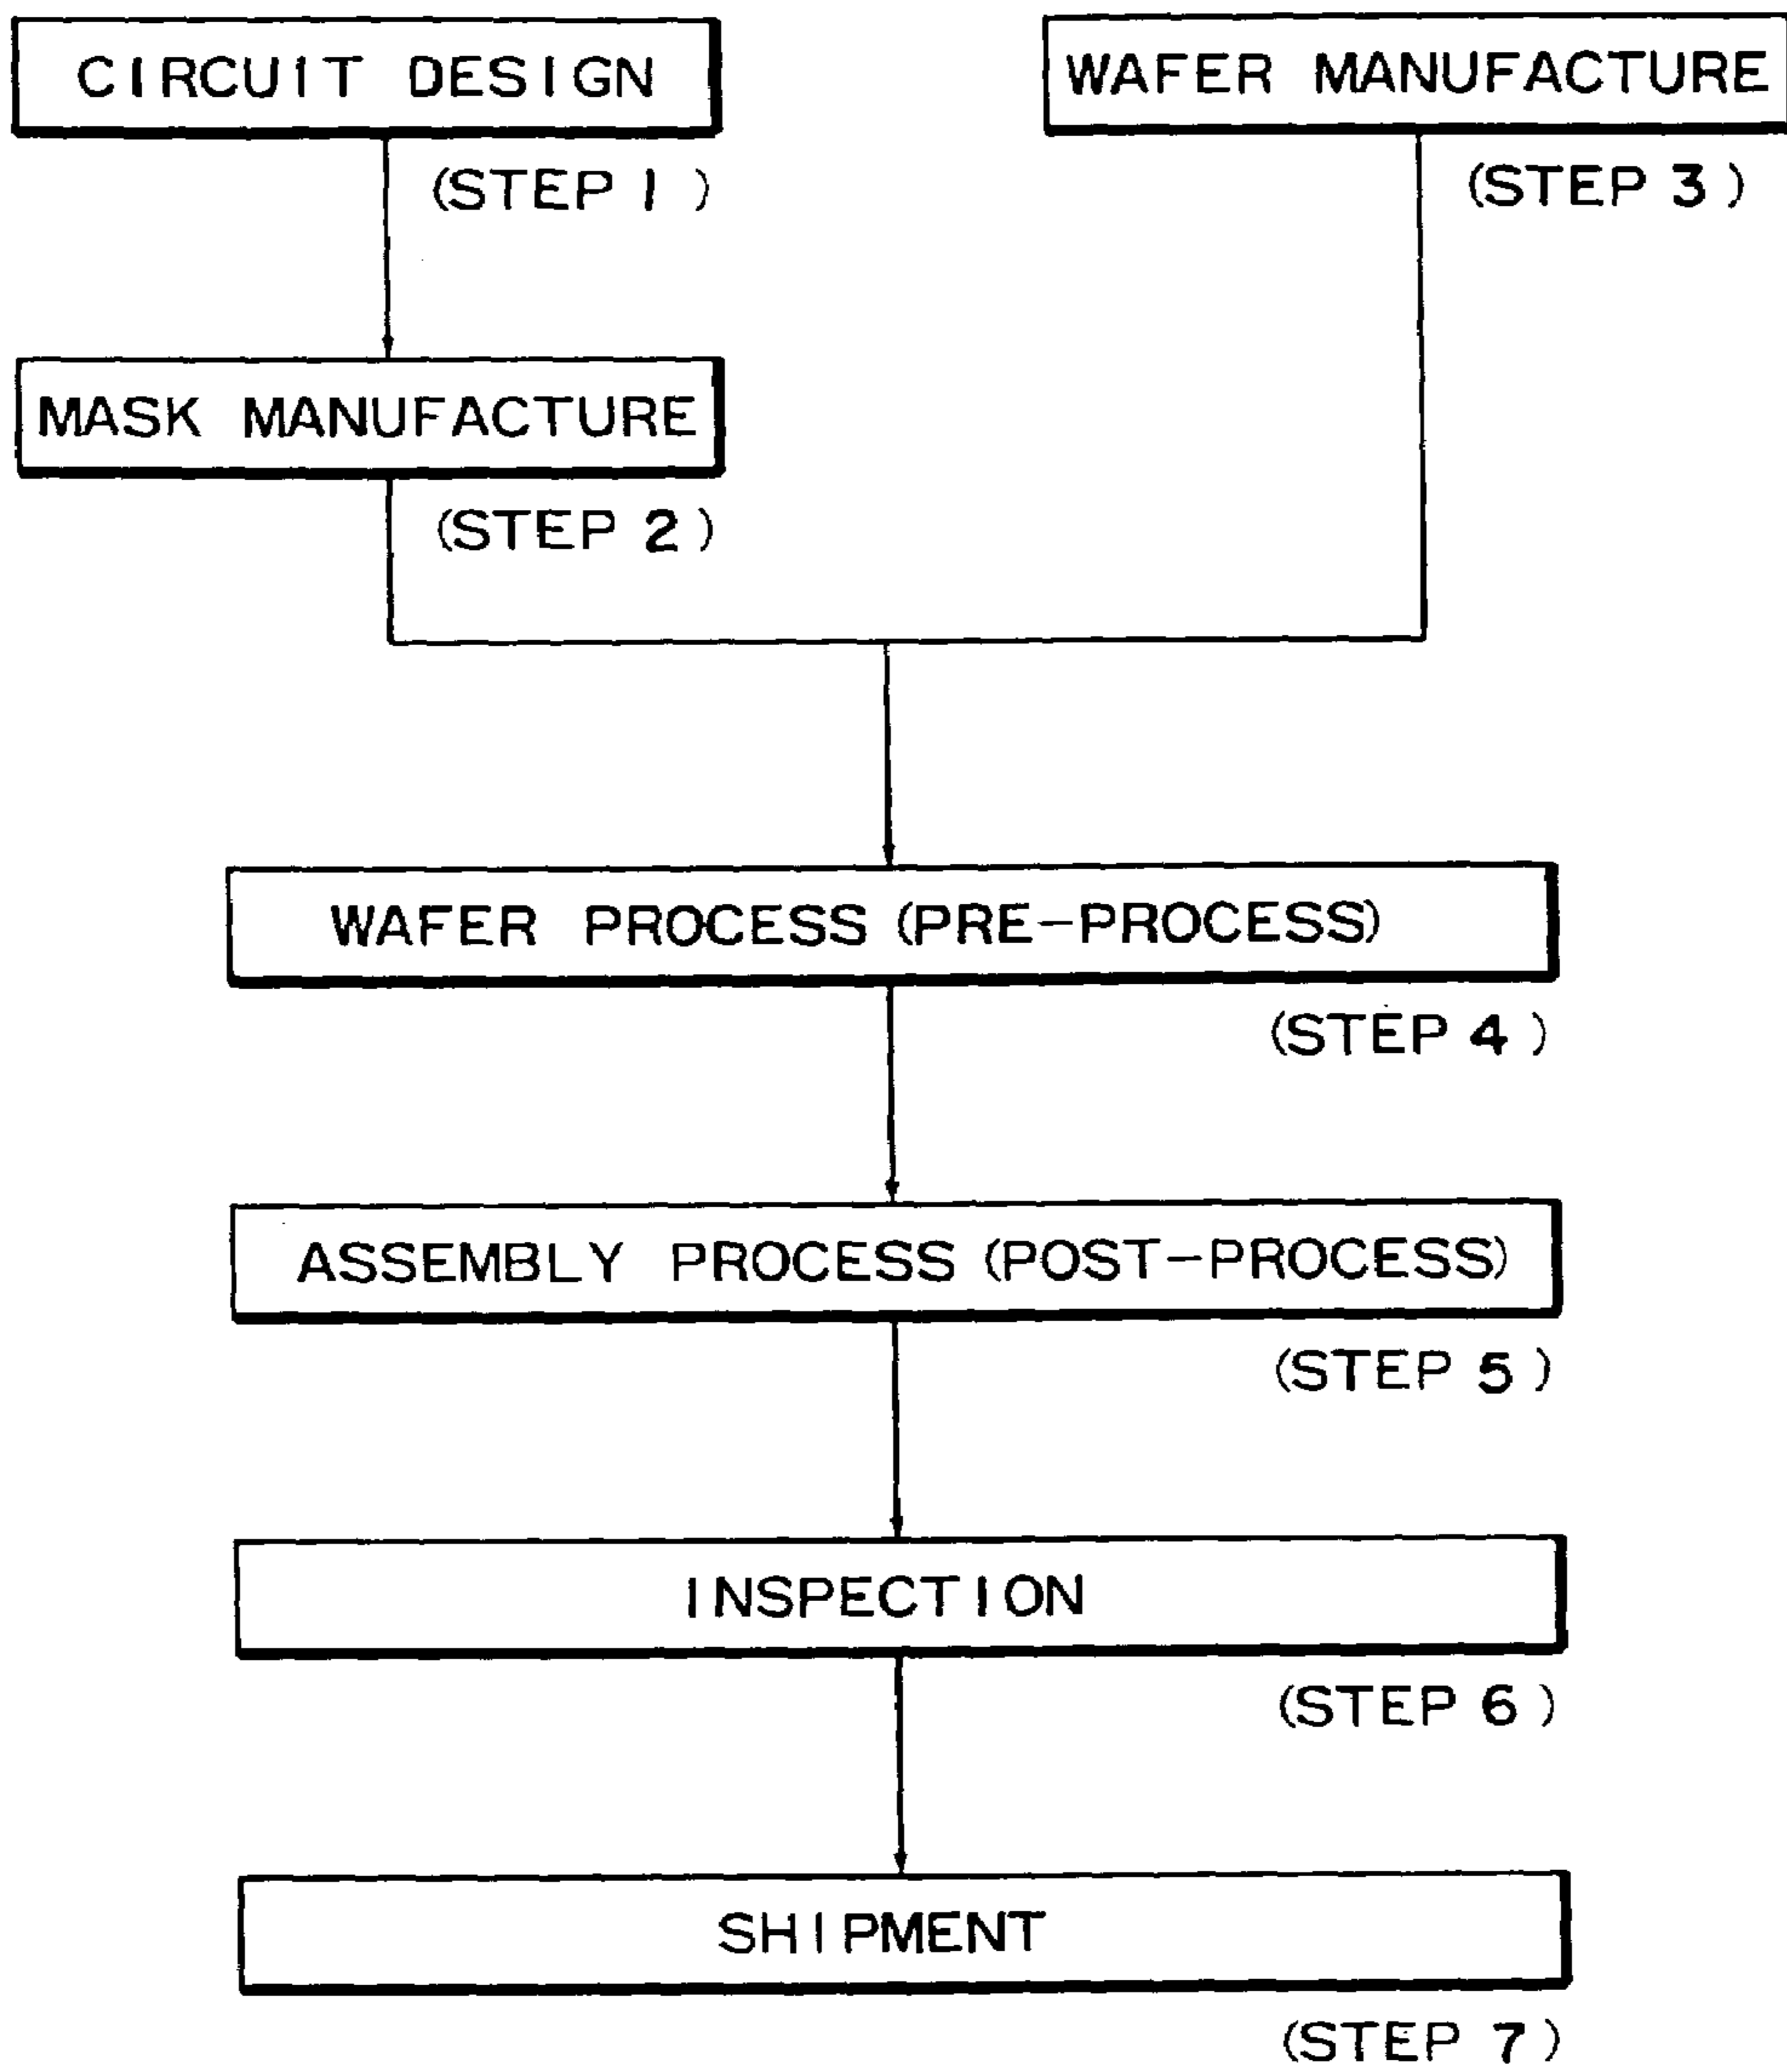 CIRCUIT DESIGN
(STEP 1)
WAFER MANUFACTURE
(STEP 3)
MASK MANUFACTURE
(STEP 2)
WAFER PROCESS (PRE-PROCESS)
(STEP 4)
ASSEMBLY PROCESS (POST-PROCESS)
(STEP 5)
INSPECTION
(STEP 6)
SHIPMENT
(STEP 7)